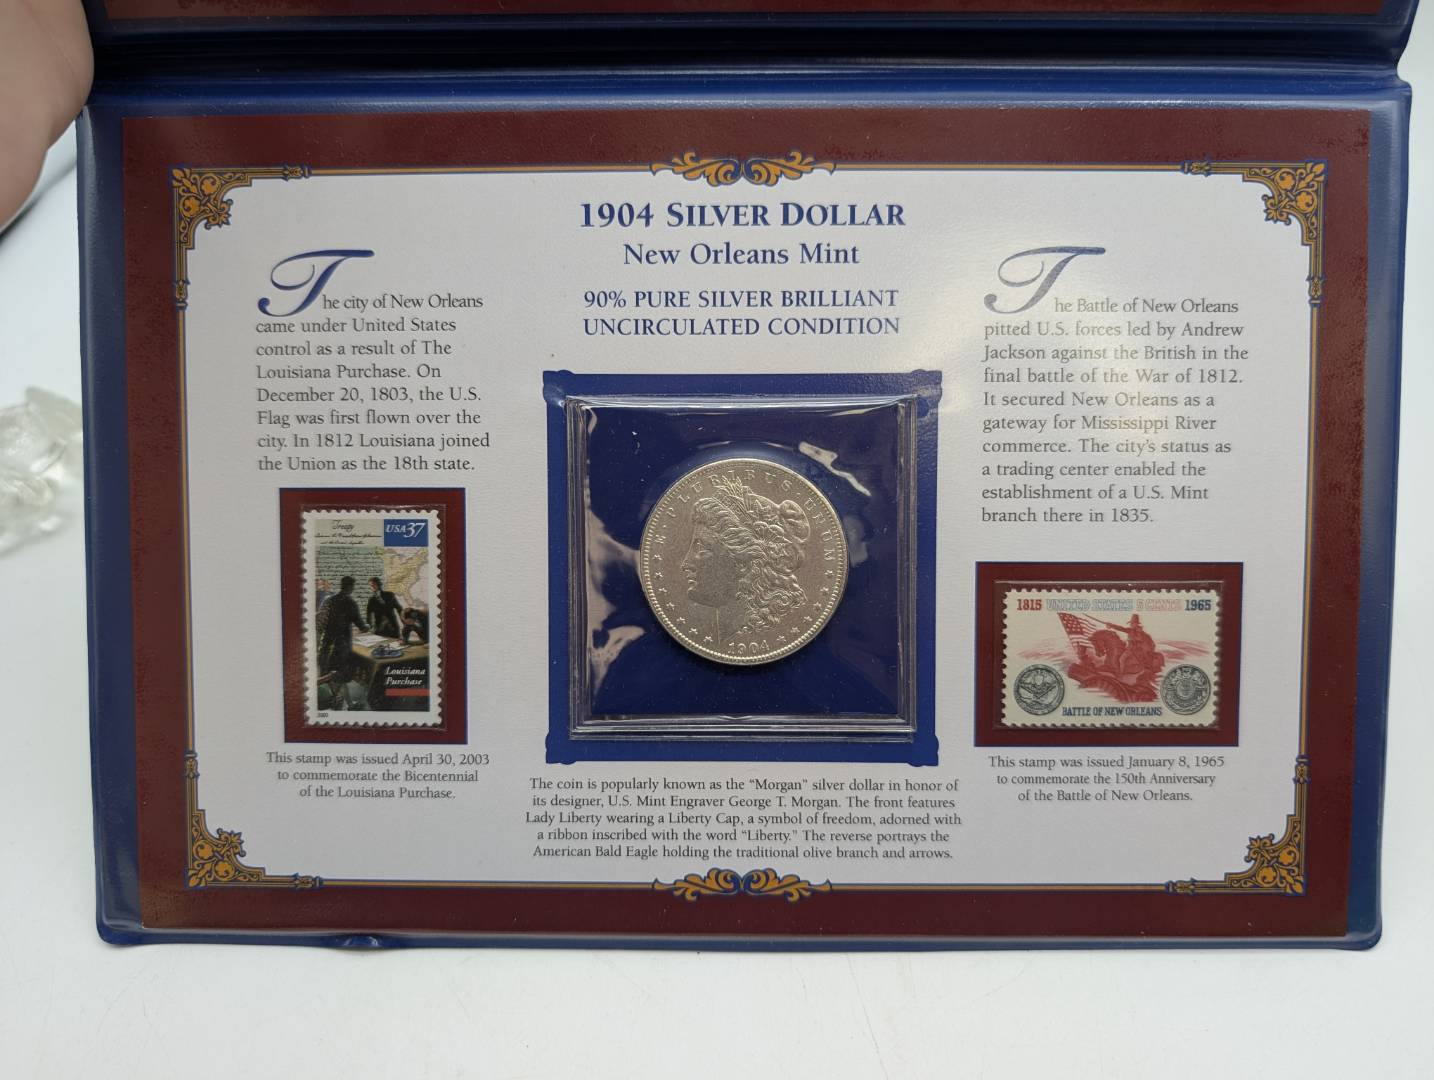 1904 SILVER DOLLAR
New Orleans Mint
90% PURE SILVER BRILLIANT
UNCIRCULATED CONDITION
The city of New Orleans
came under United States
control as a result of The
Louisiana Purchase. On
December 20, 1803, the U.S.
Flag was first flown over the
city. In 1812 Louisiana joined
the Union as the 18th state.
USA 37
Treaty
Louisiana
Purchase
This stamp was issued April 30, 2003
to commemorate the Bicentennial
of the Louisiana Purchase.
E PLURIBUS UNUM
1904
The coin is popularly known as the "Morgan" silver dollar in honor of
its designer, U.S. Mint Engraver George T. Morgan. The front features
Lady Liberty wearing a Liberty Cap, a symbol of freedom, adorned with
a ribbon inscribed with the word "Liberty." The reverse portrays the
American Bald Eagle holding the traditional olive branch and arrows.
The Battle of New Orleans
pitted U.S. forces led by Andrew
Jackson against the British in the
final battle of the War of 1812.
It secured New Orleans as a
gateway for Mississippi River
commerce. The city's status as
a trading center enabled the
establishment of a U.S. Mint
branch there in 1835.
1815 UNITED STATES 5 CENTS 1965
BATTLE OF NEW ORLEANS
This stamp was issued January 8, 1965
to commemorate the 150th Anniversary
of the Battle of New Orleans.